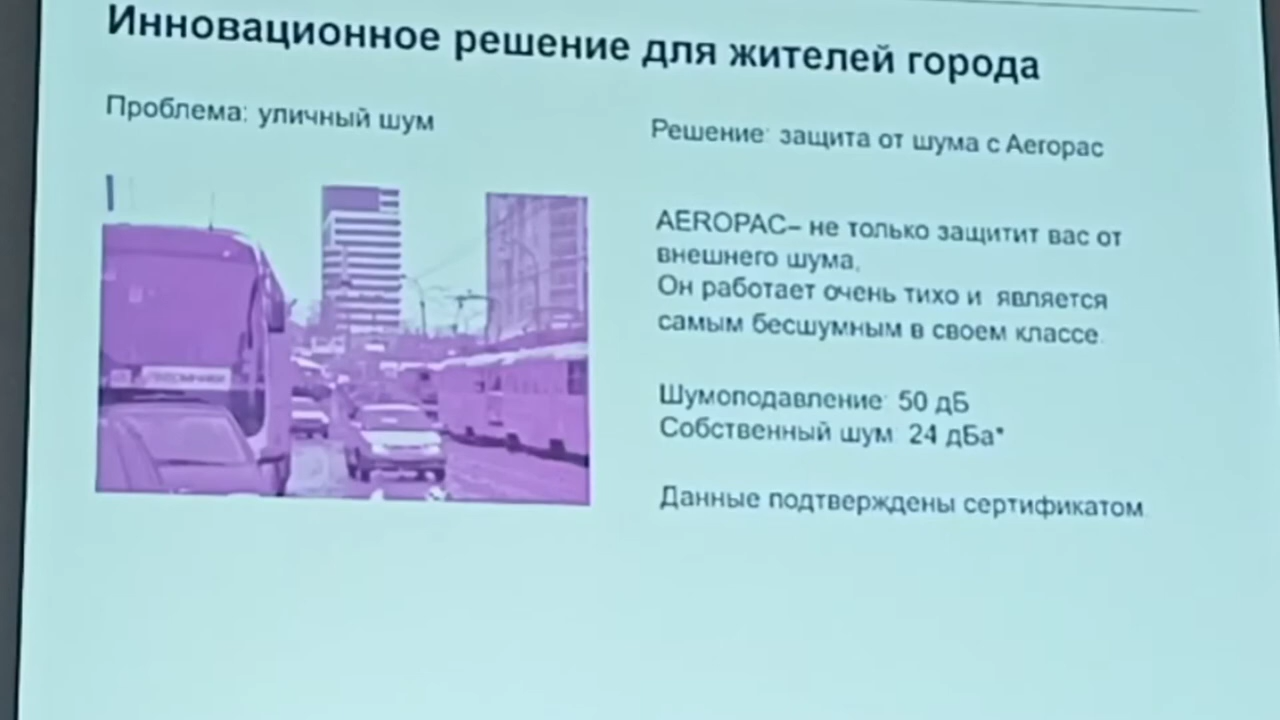 Инновационное решение для жителей города
Проблема: уличный шум
Решение: защита от шума с Aeropac
AEROPAC– не только защитит вас от
внешнего шума.
Он работает очень тихо и является
самым бесшумным в своем классе.
Шумоподавление: 50 дБ
Собственный шум: 24 дБа*
Данные подтверждены сертификатом.